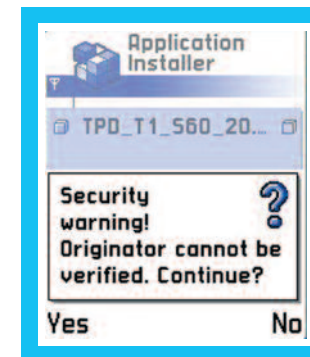 Application
Installer
TPD_T1_S60_20...
Security
warning!
Originator cannot be
verified. Continue?
Yes No